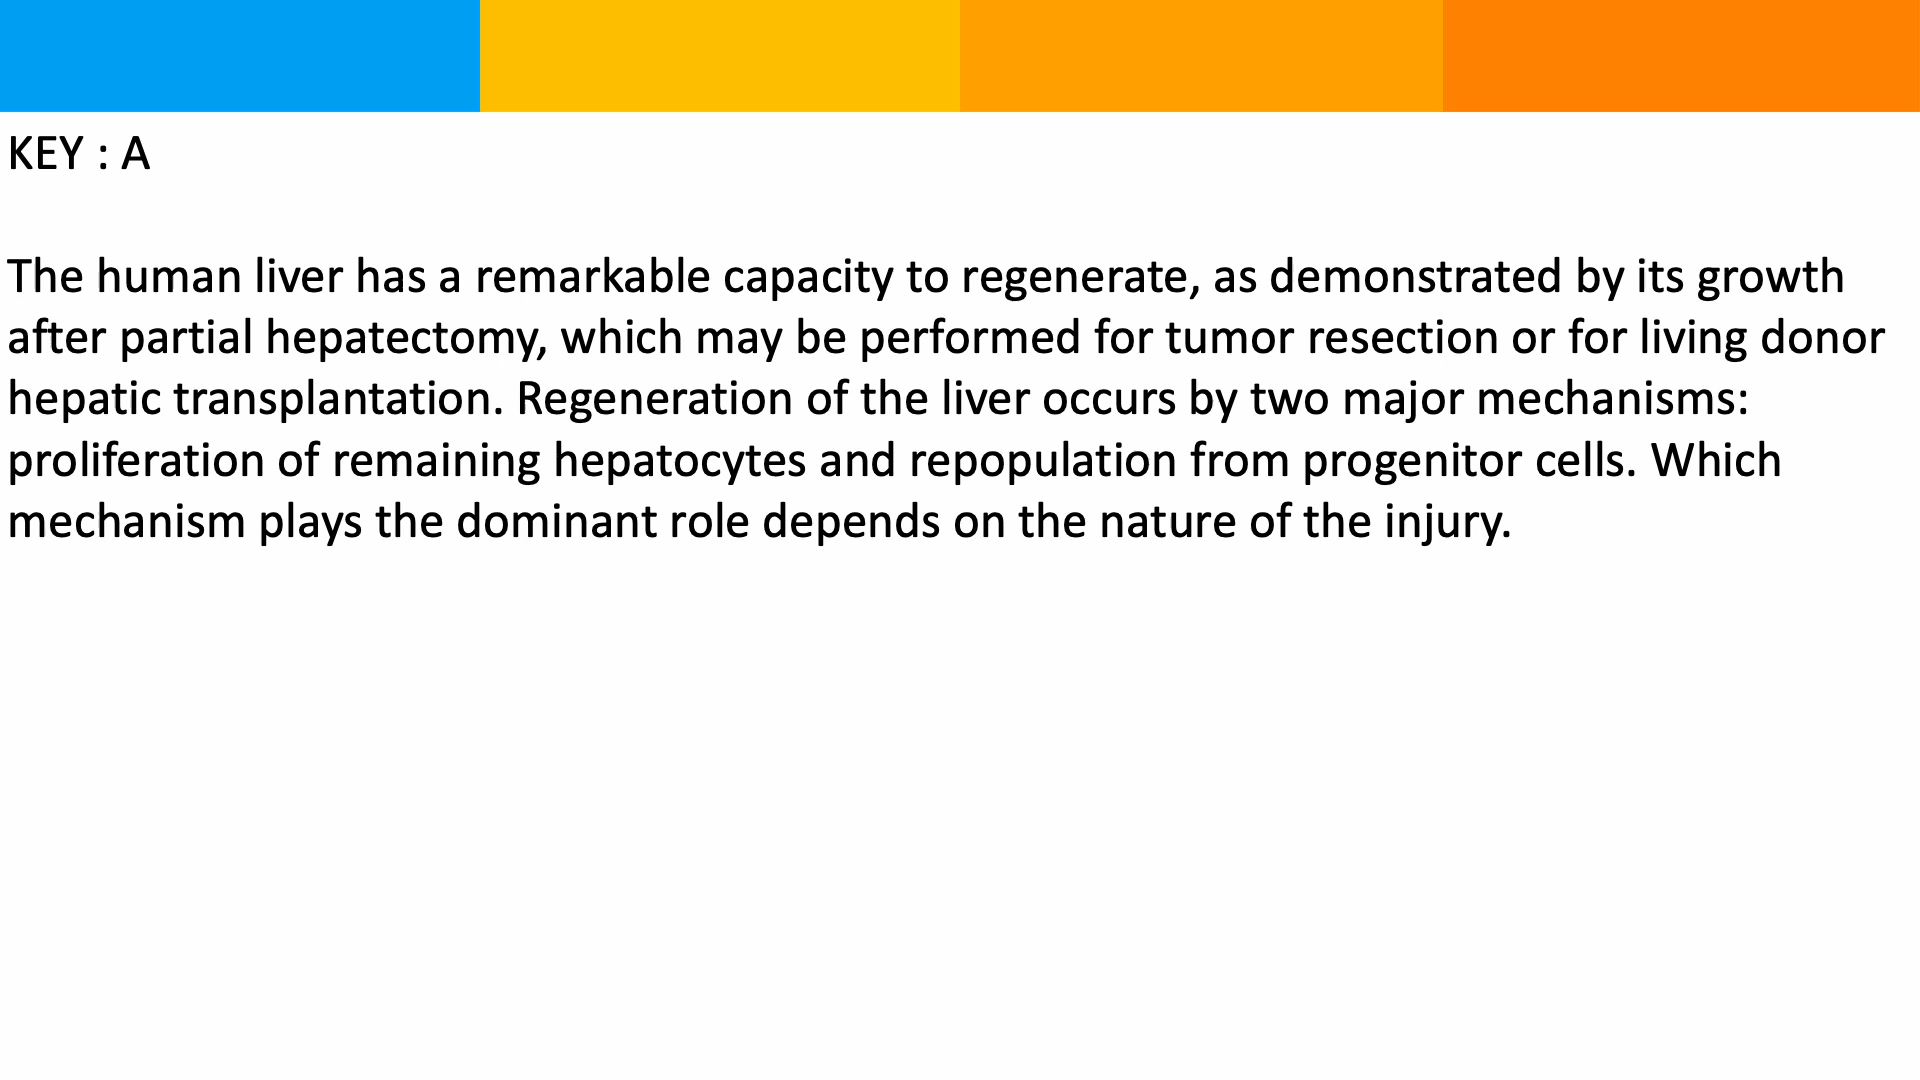 KEY : A
The human liver has a remarkable capacity to regenerate, as demonstrated by its growth
after partial hepatectomy, which may be performed for tumor resection or for living donor
hepatic transplantation. Regeneration of the liver occurs by two major mechanisms:
proliferation of remaining hepatocytes and repopulation from progenitor cells. Which
mechanism plays the dominant role depends on the nature of the injury.